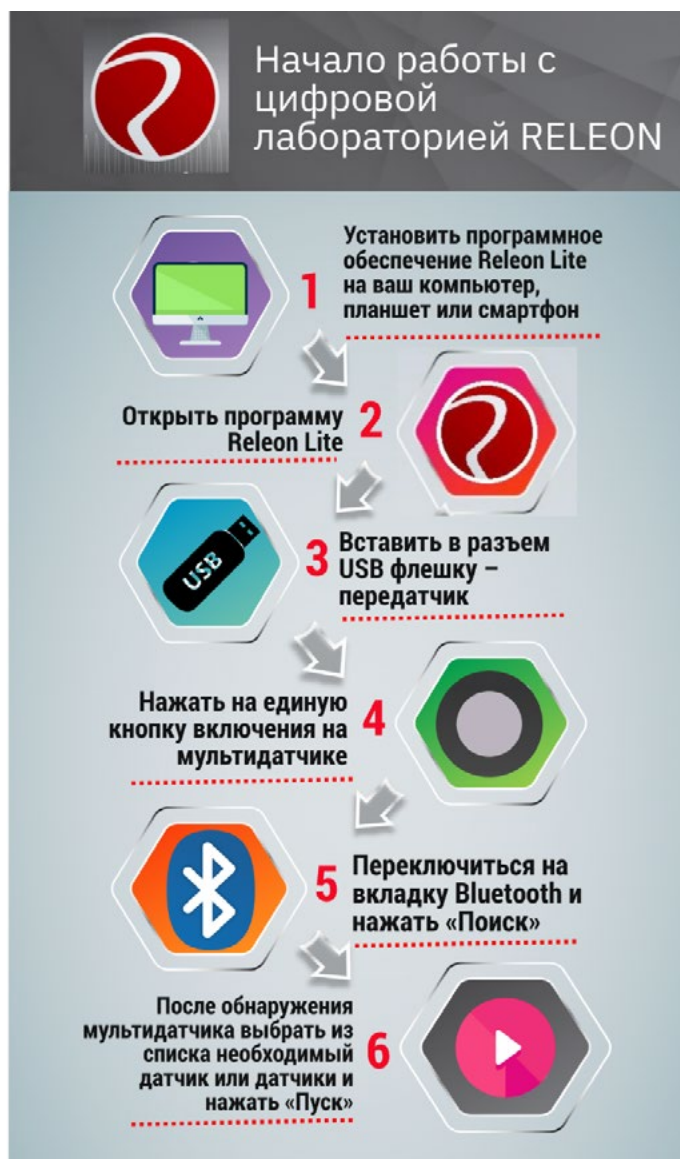 Начало работы с
цифровой
лабораторией RELEON
1
Установить программное
обеспечение Releon Lite
на ваш компьютер,
планшет или смартфон
Открыть программу
Releon Lite
2
USB
3
Вставить в разъем
USB флешку –
передатчик
Нажать на единую
кнопку включения на
мультидатчике
4
5
Переключиться на
вкладку Bluetooth и
нажать «Поиск»
После обнаружения
мультидатчика выбрать из
списка необходимый
датчик или датчики и
нажать «Пуск»
6